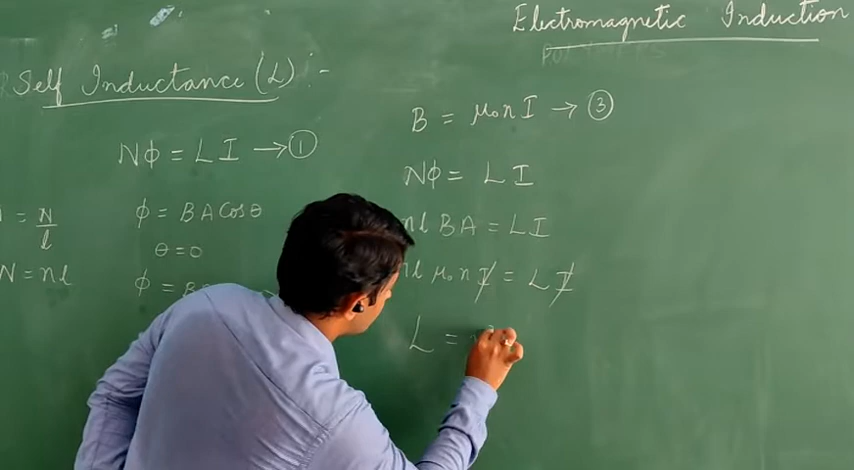 Electromagnetic Induction
Self Inductance (L) :-
Nϕ = LI → ①
= N/l
N = nl
ϕ = BA Cosθ
θ = 0
ϕ = B
B = μ₀nI → ③
Nϕ = LI
nl BA = LI
nl μ₀ n I = L I
L =